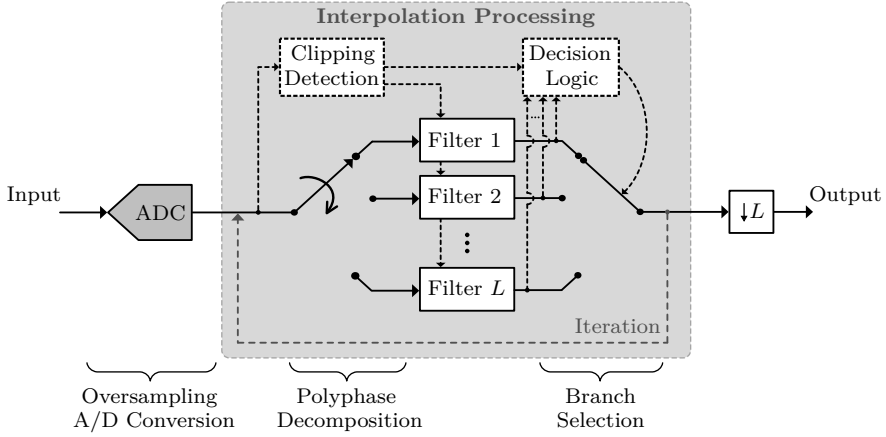 Interpolation Processing
Clipping
Detection
Decision
Logic
...
Filter 1
Input
ADC
Filter 2
↓L
Output
Filter L
Iteration
Oversampling
A/D Conversion
Polyphase
Decomposition
Branch
Selection